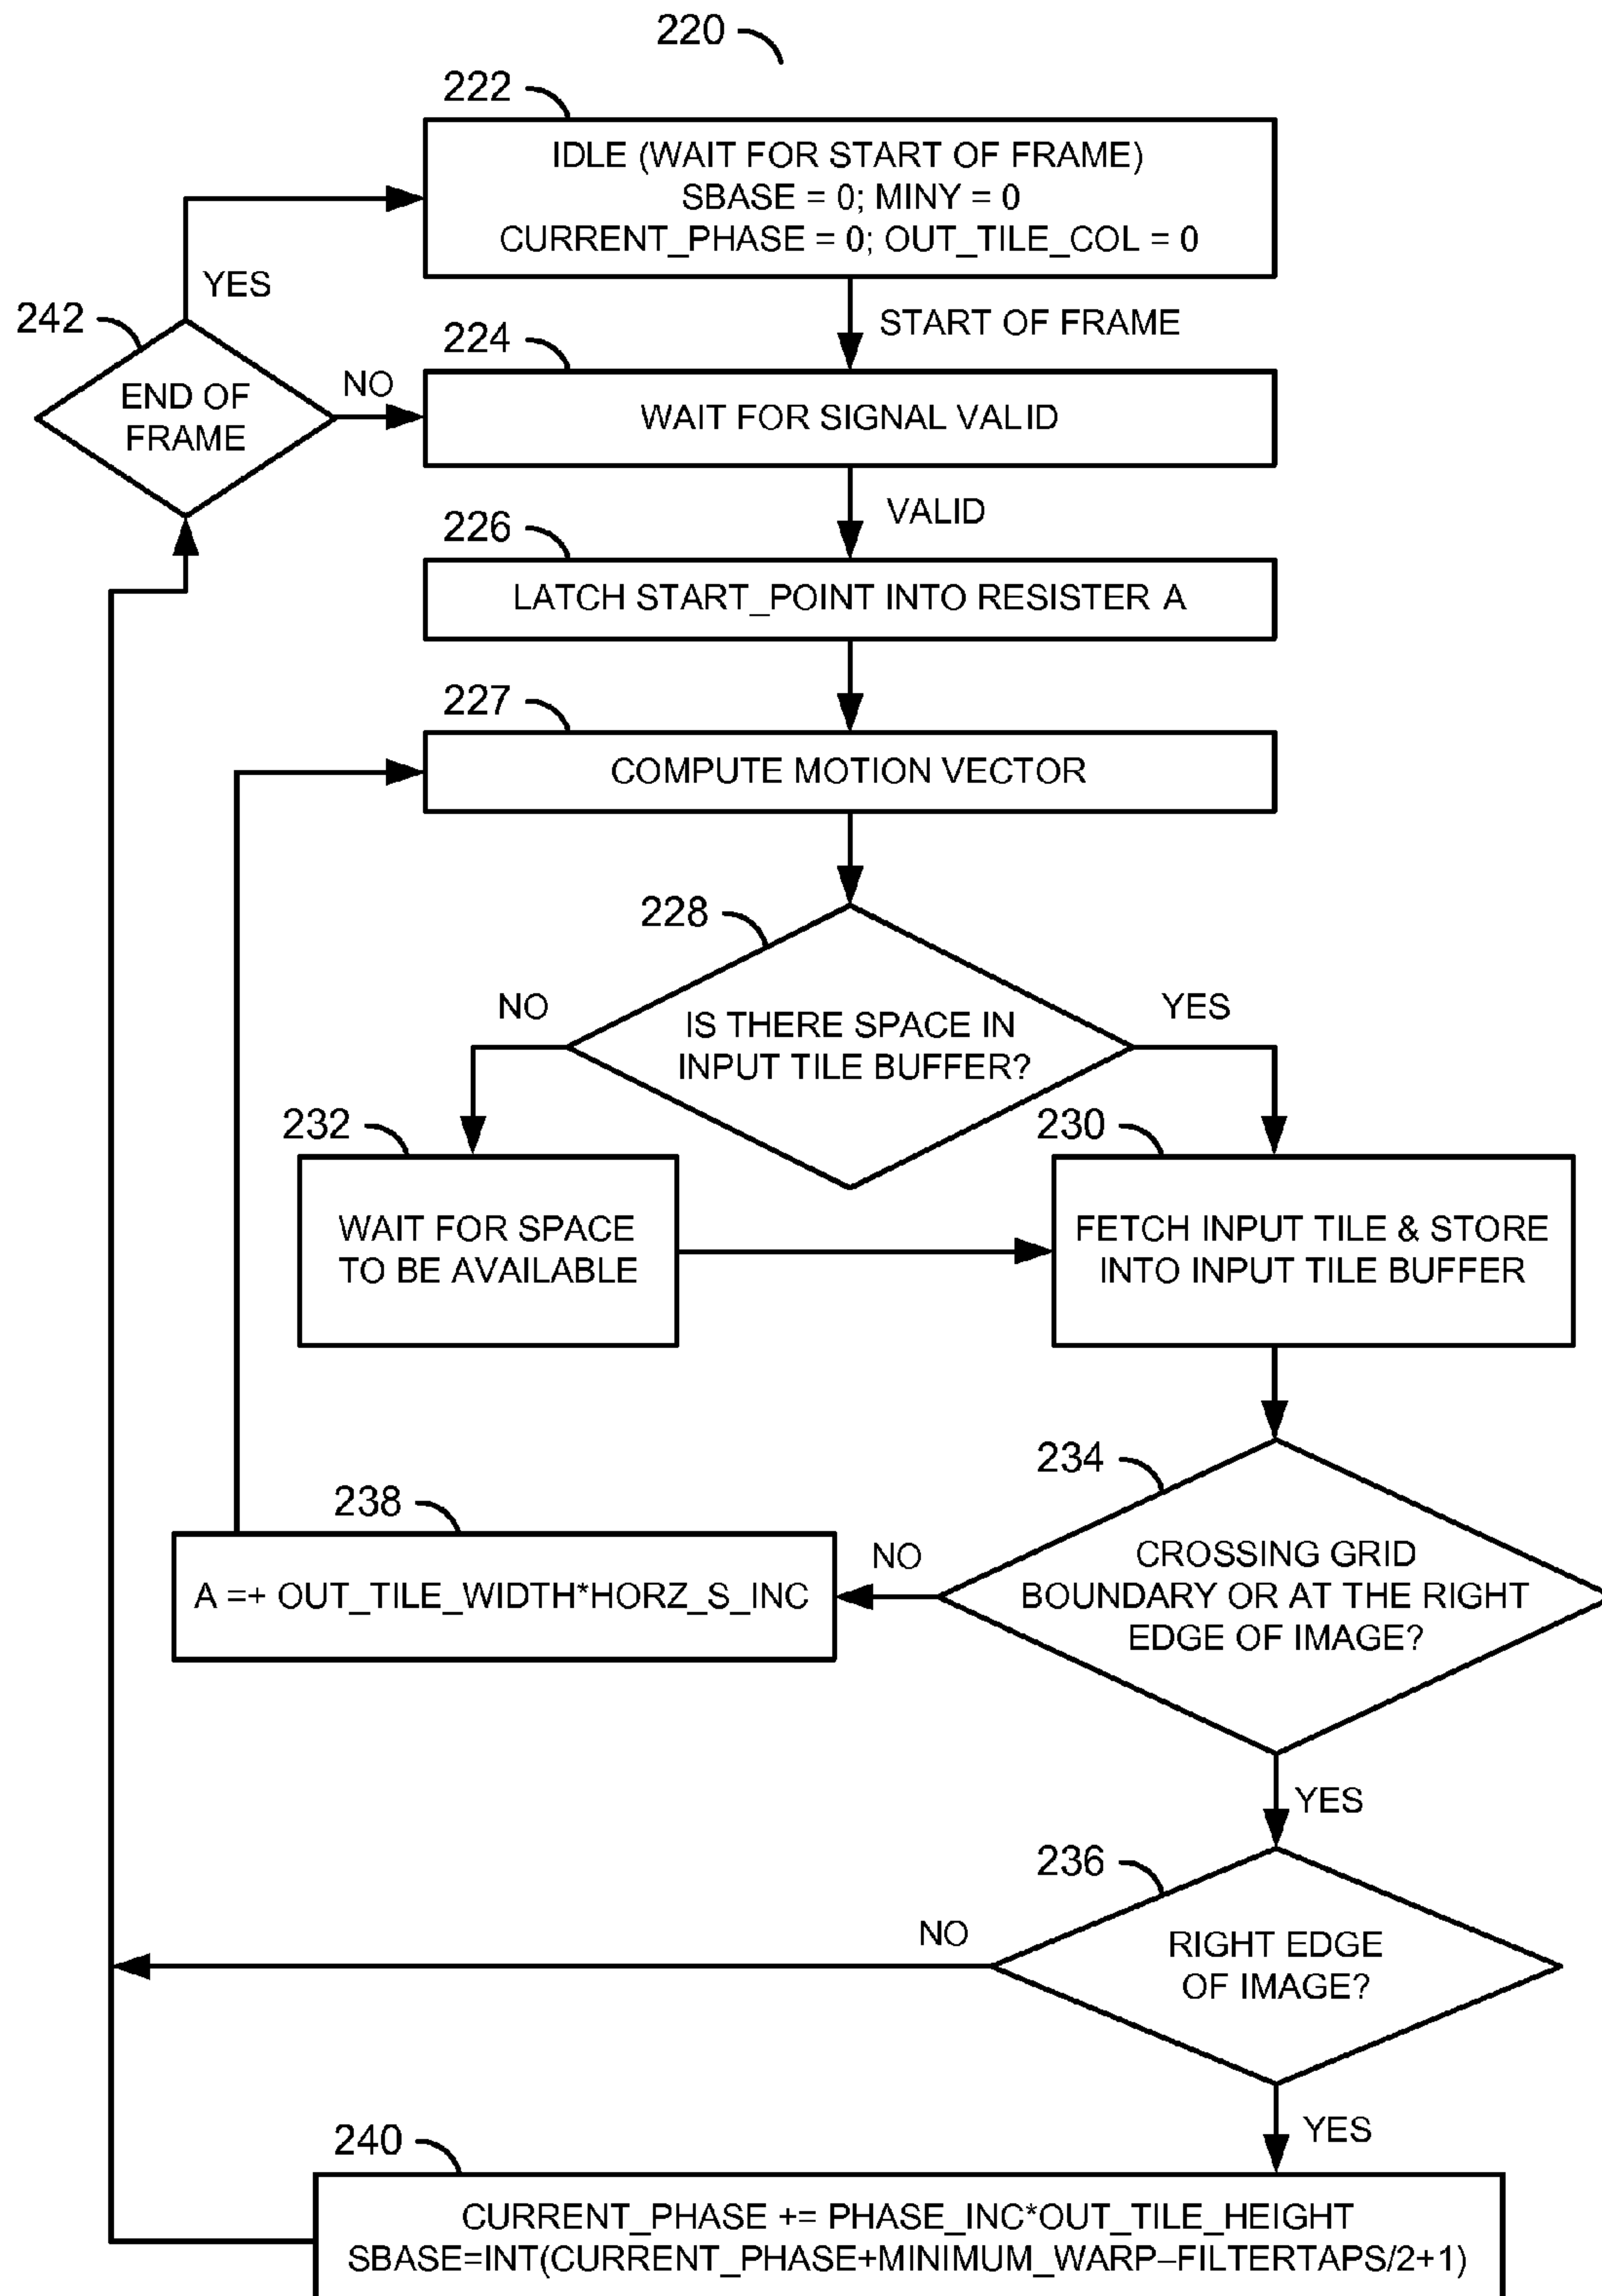 220
222
IDLE (WAIT FOR START OF FRAME)
SBASE = 0; MINY = 0
CURRENT_PHASE = 0; OUT_TILE_COL = 0
YES
242
START OF FRAME
224
END OF
FRAME
NO
WAIT FOR SIGNAL VALID
VALID
226
LATCH START_POINT INTO RESISTER A
227
COMPUTE MOTION VECTOR
228
NO
IS THERE SPACE IN
INPUT TILE BUFFER?
YES
232
WAIT FOR SPACE
TO BE AVAILABLE
230
FETCH INPUT TILE & STORE
INTO INPUT TILE BUFFER
234
CROSSING GRID
BOUNDARY OR AT THE RIGHT
EDGE OF IMAGE?
NO
238
A =+ OUT_TILE_WIDTH*HORZ_S_INC
YES
236
RIGHT EDGE
OF IMAGE?
NO
YES
240
CURRENT_PHASE += PHASE_INC*OUT_TILE_HEIGHT
SBASE=INT(CURRENT_PHASE+MINIMUM_WARP–FILTERTAPS/2+1)